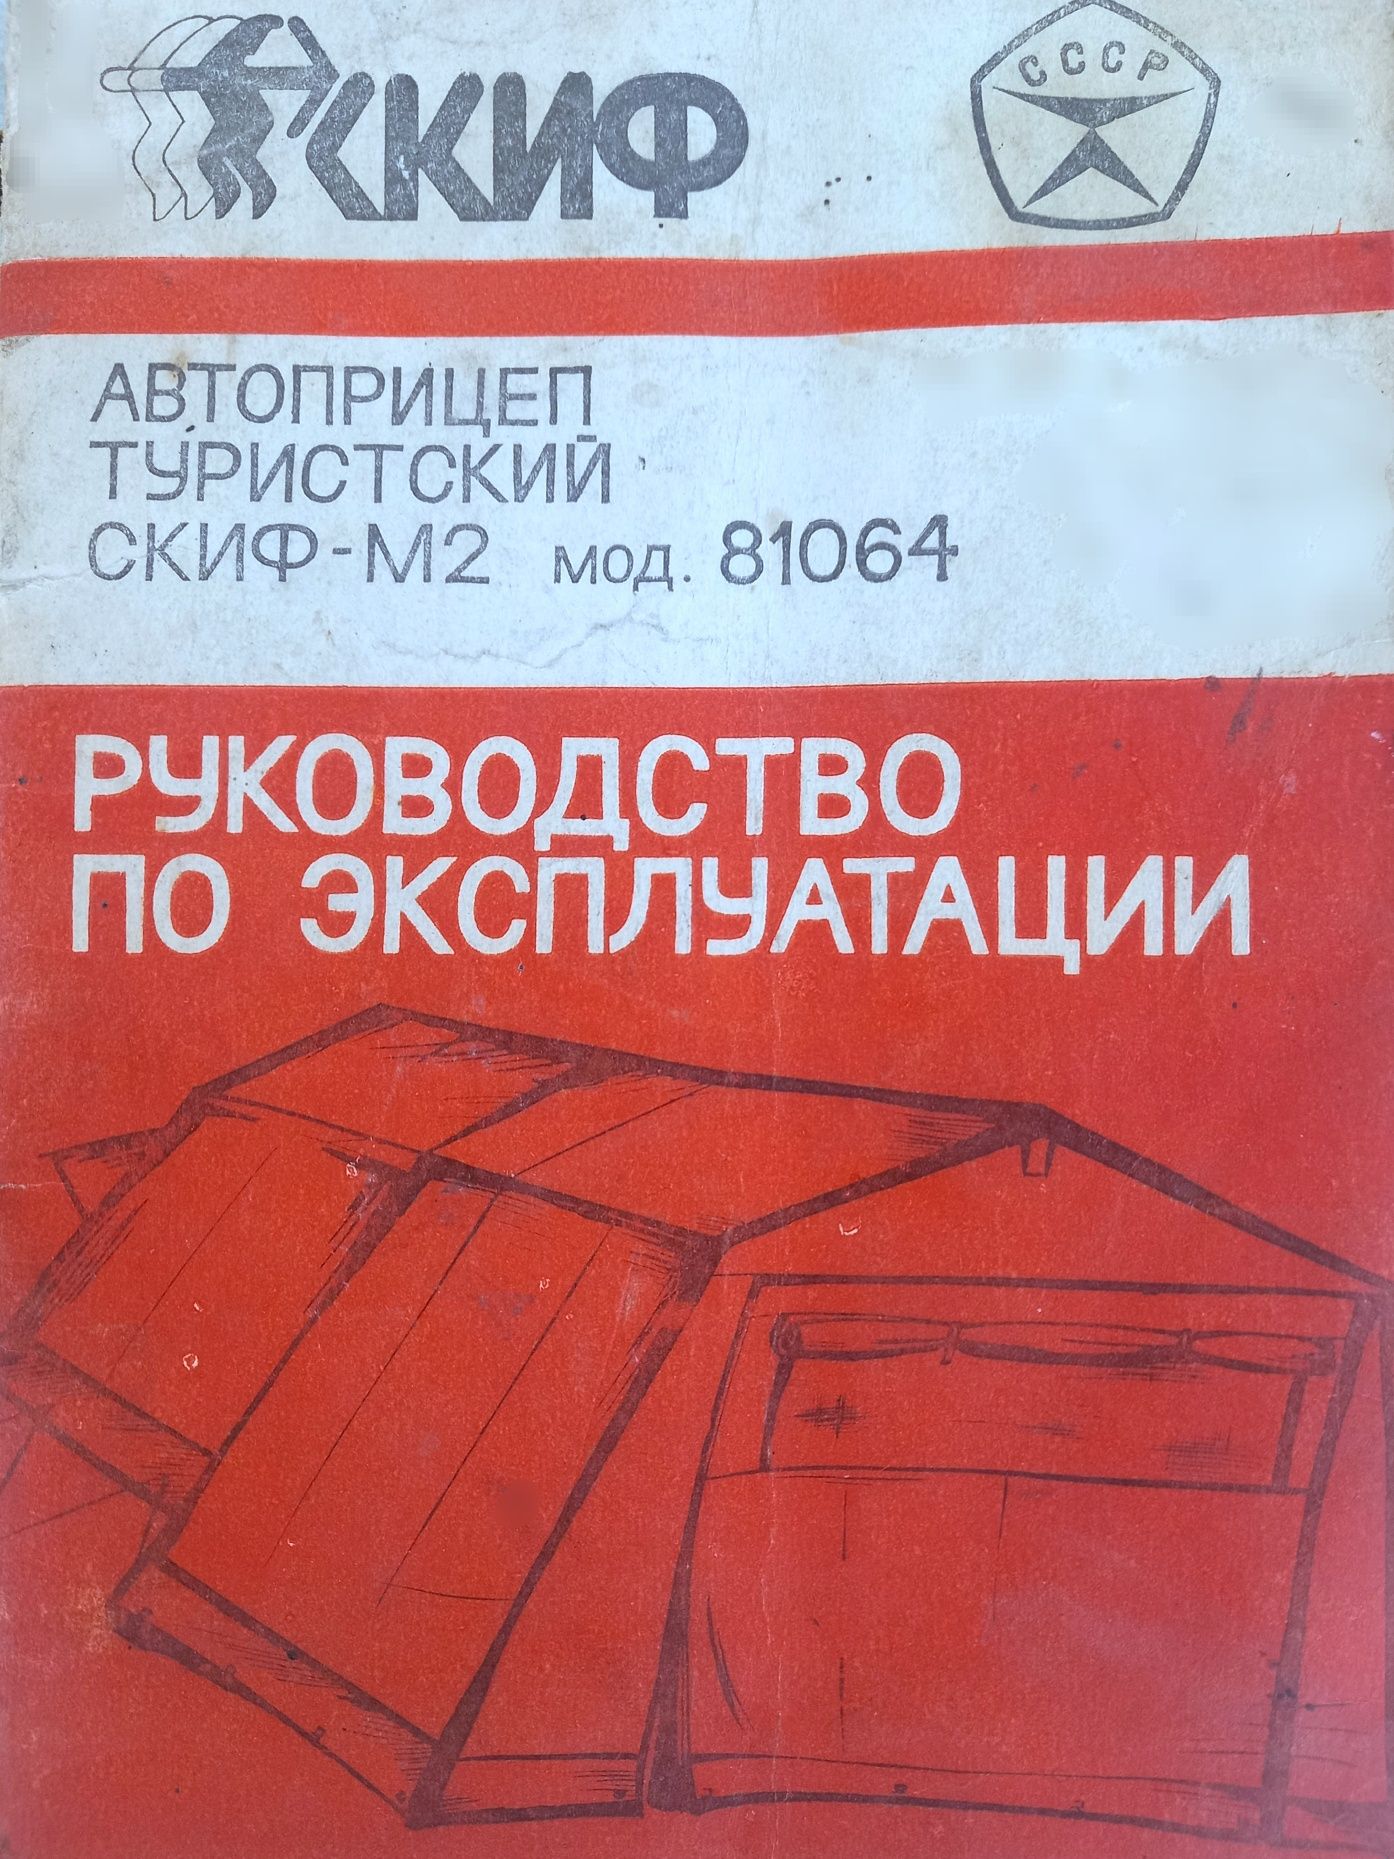 СКИФ
СССР
АВТОПРИЦЕП
ТУРИСТСКИЙ
СКИФ-М2 мод. 81064
РУКОВОДСТВО
ПО ЭКСПЛУАТАЦИИ